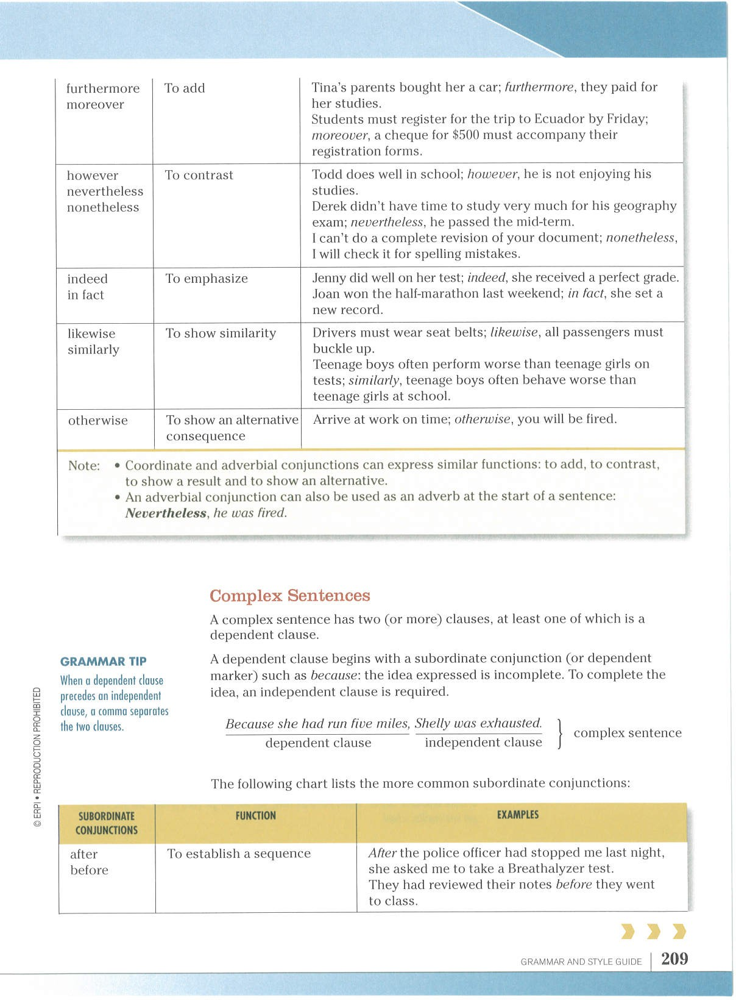 furthermore
moreover
To add
Tina's parents bought her a car; furthermore, they paid for
her studies.
Students must register for the trip to Ecuador by Friday;
moreover, a cheque for $500 must accompany their
registration forms.
however
nevertheless
nonetheless
To contrast
Todd does well in school; however, he is not enjoying his
studies.
Derek didn't have time to study very much for his geography
exam; nevertheless, he passed the mid-term.
I can't do a complete revision of your document; nonetheless,
I will check it for spelling mistakes.
indeed
in fact
To emphasize
Jenny did well on her test; indeed, she received a perfect grade.
Joan won the half-marathon last weekend; in fact, she set a
new record.
likewise
similarly
To show similarity
Drivers must wear seat belts; likewise, all passengers must
buckle up.
Teenage boys often perform worse than teenage girls on
tests; similarly, teenage boys often behave worse than
teenage girls at school.
otherwise
To show an alternative
consequence
Arrive at work on time; otherwise, you will be fired.
Note: • Coordinate and adverbial conjunctions can express similar functions: to add, to contrast,
to show a result and to show an alternative.
• An adverbial conjunction can also be used as an adverb at the start of a sentence:
Nevertheless, he was fired.
Complex Sentences
A complex sentence has two (or more) clauses, at least one of which is a
dependent clause.
GRAMMAR TIP
When a dependent clause
precedes an independent
clause, a comma separates
the two clauses.
A dependent clause begins with a subordinate conjunction (or dependent
marker) such as because: the idea expressed is incomplete. To complete the
idea, an independent clause is required.
Because she had run five miles, Shelly was exhausted.
dependent clause independent clause } complex sentence
The following chart lists the more common subordinate conjunctions:
SUBORDINATE
CONJUNCTIONS
FUNCTION
EXAMPLES
after
before
To establish a sequence
After the police officer had stopped me last night,
she asked me to take a Breathalyzer test.
They had reviewed their notes before they went
to class.
© ERPI • REPRODUCTION PROHIBITED
GRAMMAR AND STYLE GUIDE 209